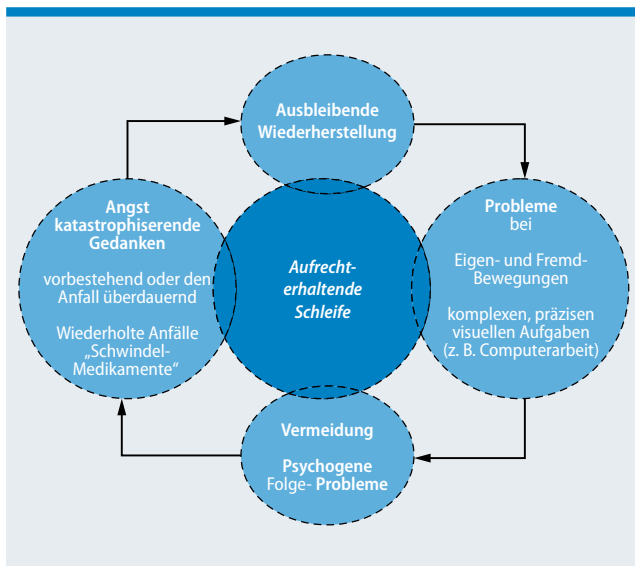 Ausbleibende
Wiederherstellung
Angst
katastrophiserende
Gedanken
vorbestehend oder den
Anfall überdauernd
Wiederholte Anfälle
„Schwindel-
Medikamente“
Aufrecht-
erhaltende
Schleife
Probleme
bei
Eigen- und Fremd-
Bewegungen
komplexen, präzisen
visuellen Aufgaben
(z. B. Computerarbeit)
Vermeidung
Psychogene
Folge- Probleme